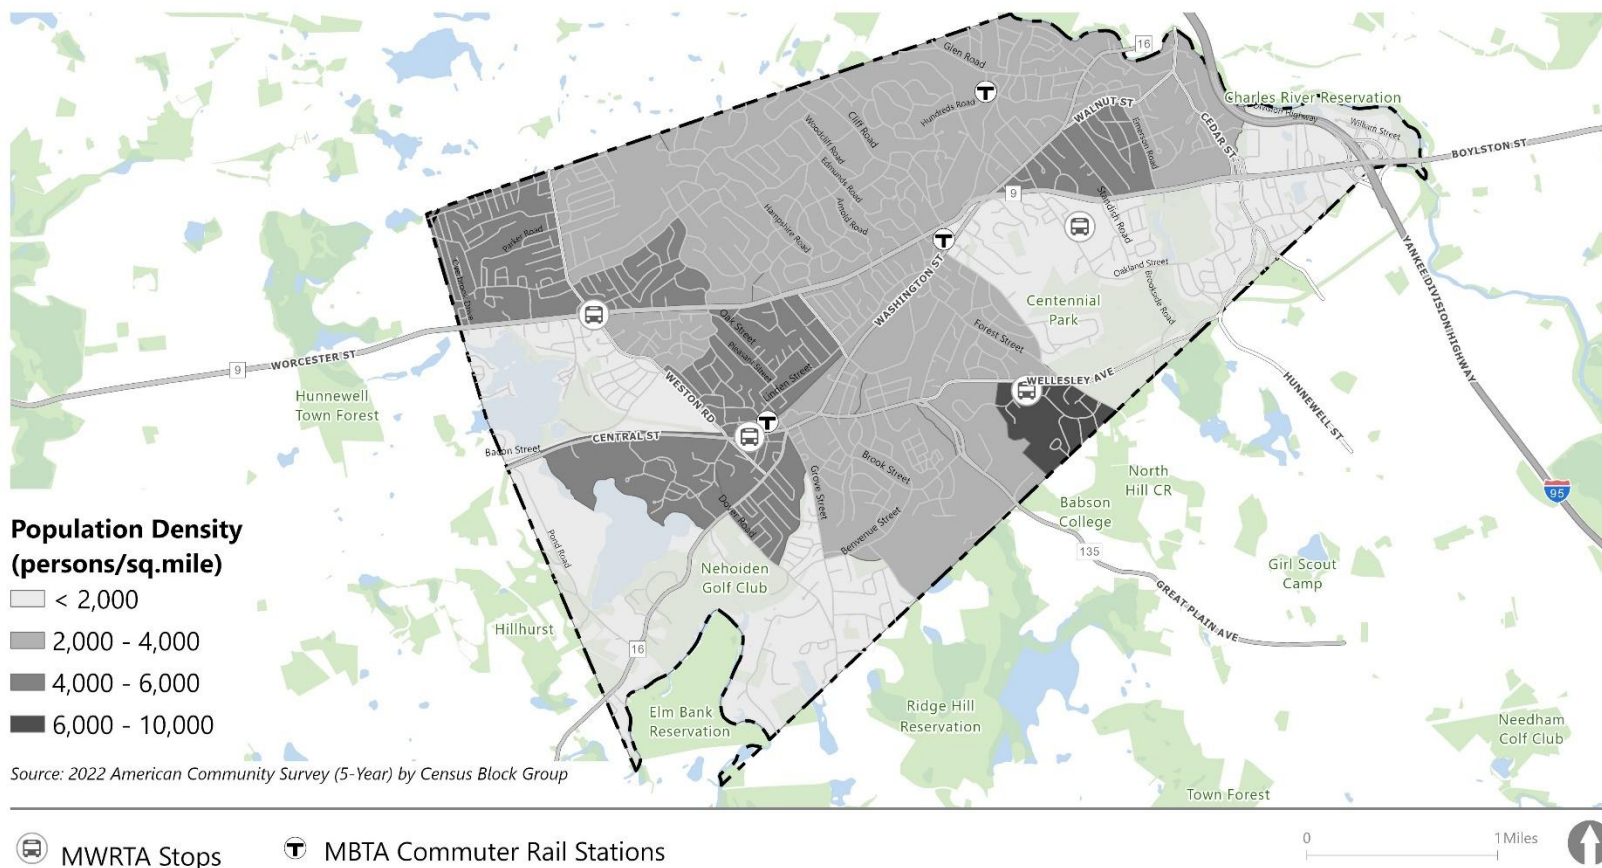 16
Glen Road
Charles River Reservation
Division Highway
William Street
Hundreds Road
WALNUT ST
CEDAR ST
Emerson Road
BOYLSTON ST
Cliff Road
Woodcliff Road
Edmunds Road
Arnold Road
Hampshire Road
9
Standish Road
Parker Road
WASHINGTON ST
Oakland Street
Brookside Road
YANKEE DIVISION HIGHWAY
Centennial
Park
Oak Street
Pleasant Street
Linden Street
Forest Street
9
WORCESTER ST
WESTON RD
WELLESLEY AVE
HUNNEWELL ST
Hunnewell
Town Forest
CENTRAL ST
Bacon Street
Brook Street
Grove Street
North
Hill CR
Babson
College
95
Dover Road
Benvenue Street
Pond Road
135
Girl Scout
Camp
Nehoiden
Golf Club
GREAT PLAIN AVE
Hillhurst
16
Elm Bank
Reservation
Ridge Hill
Reservation
Needham
Golf Club
Town Forest
Population Density
(persons/sq.mile)
< 2,000
2,000 - 4,000
4,000 - 6,000
6,000 - 10,000
Source: 2022 American Community Survey (5-Year) by Census Block Group
MWRTA Stops
T MBTA Commuter Rail Stations
0 1 Miles